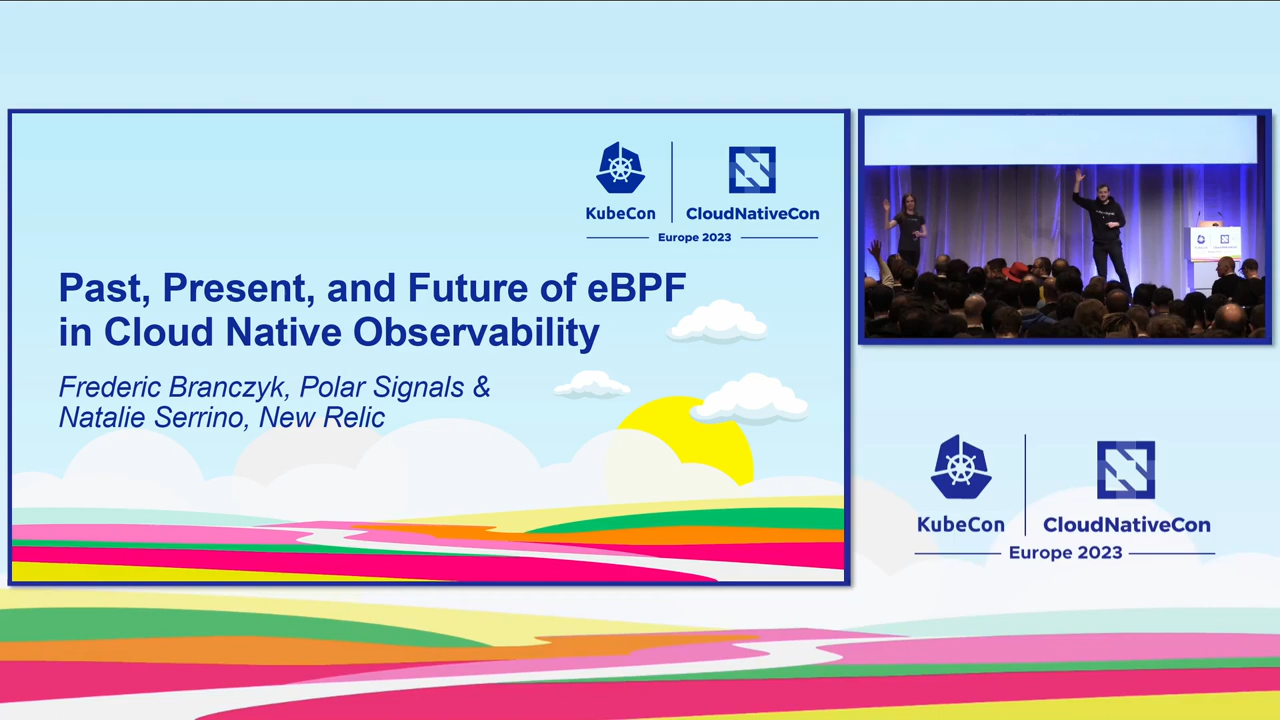 KubeCon
CloudNativeCon
Europe 2023
Past, Present, and Future of eBPF
in Cloud Native Observability
Frederic Branczyk, Polar Signals &
Natalie Serrino, New Relic
KubeCon
CloudNativeCon
Europe 2023